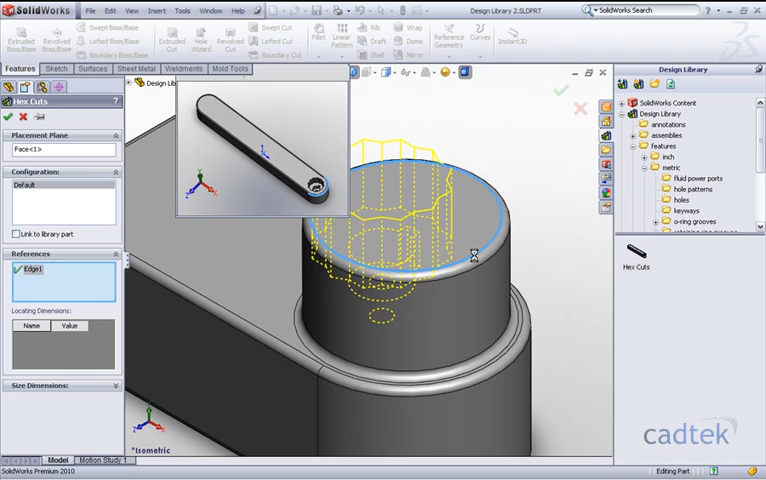 SolidWorks
File Edit View Insert Tools Window Help
Design Library 2.SLDPRT
SolidWorks Search
Extruded Boss/Base
Revolved Boss/Base
Swept Boss/Base
Lofted Boss/Base
Boundary Boss/Base
Extruded Cut
Hole Wizard
Revolved Cut
Swept Cut
Lofted Cut
Boundary Cut
Fillet
Linear Pattern
Rib
Draft
Shell
Wrap
Dome
Mirror
Reference Geometry
Curves
Instant3D
Features Sketch Surfaces Sheet Metal Weldments Mold Tools
Design Lib
Design Library
Hex Cuts
?
Placement Plane
Face<1>
Configuration:
Default
Link to library part
References
Edge1
Locating Dimensions:
Name Value
Size Dimensions:
SolidWorks Content
Design Library
annotations
assemblies
features
inch
metric
fluid power ports
hole patterns
holes
keyways
o-ring grooves
retaining ring grooves
Hex Cuts
Y
X
Z
Y
X
Z
*Isometric
cadtek
Model Motion Study 1
SolidWorks Premium 2010
Editing Part